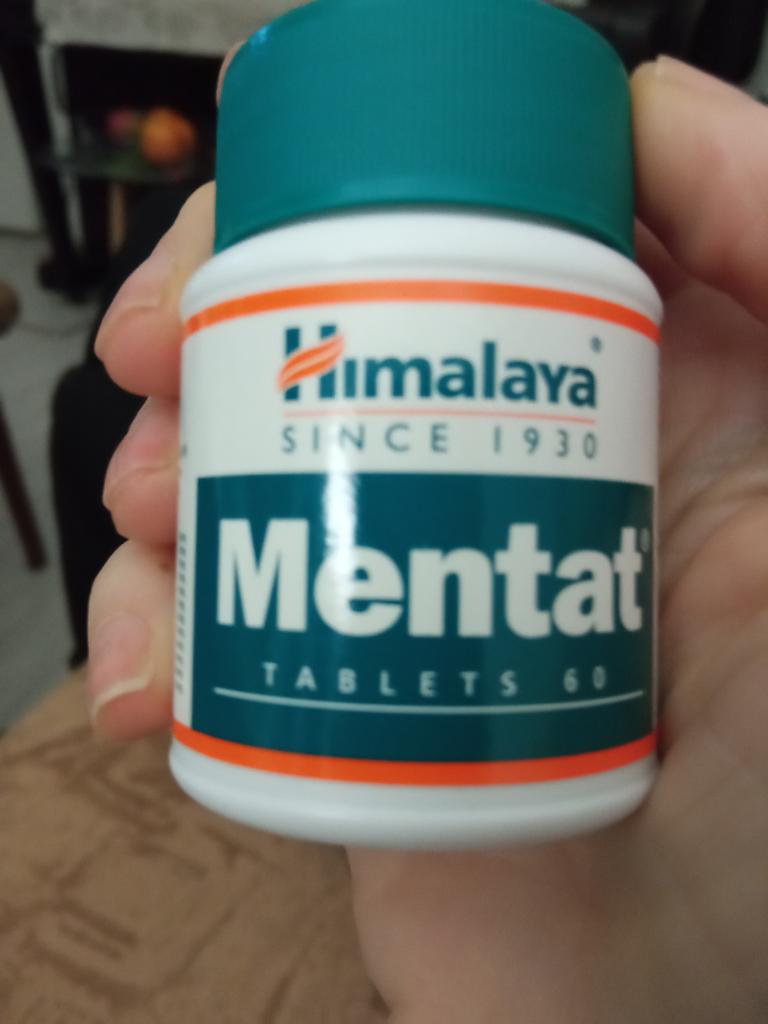 Himalaya®
SINCE 1930
Mentat®
TABLETS 60